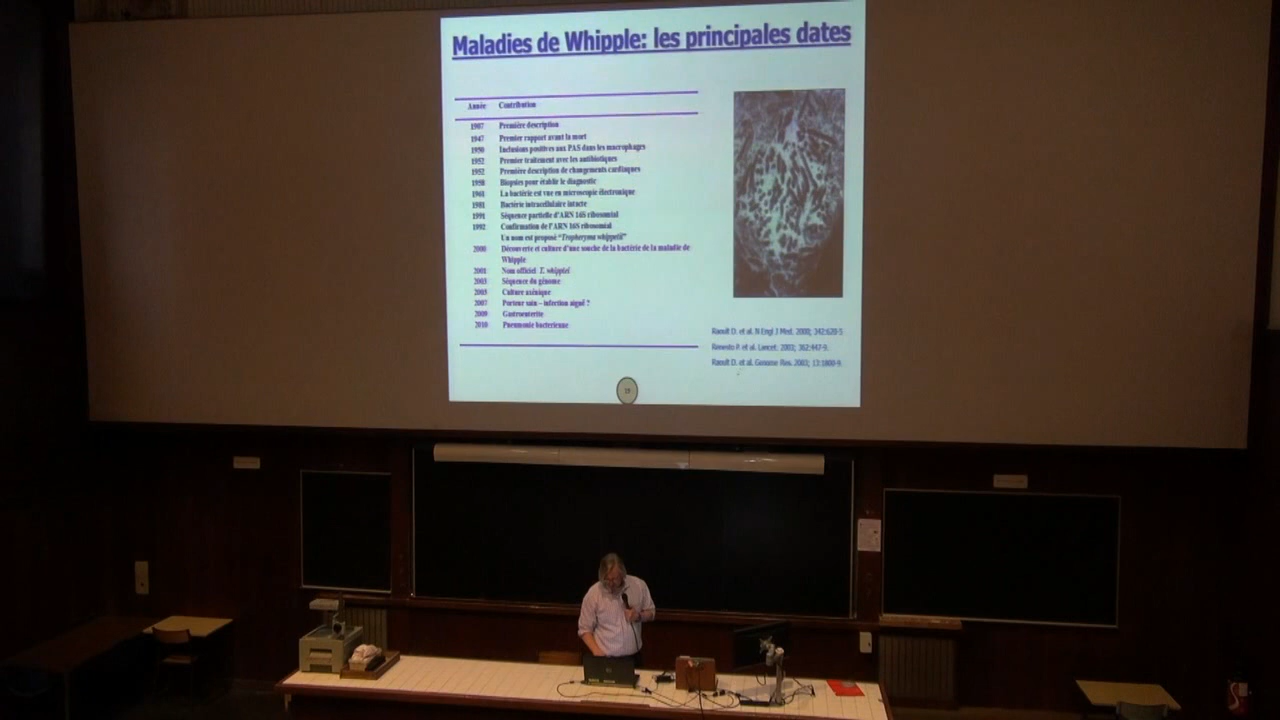 Maladies de Whipple: les principales dates
Année Contribution
1907 Première description
1947 Premier rapport avant la mort
1950 Inclusions positives aux PAS dans les macrophages
1952 Premier traitement avec les antibiotiques
1952 Première description de changements cardiaques
1958 Biopsies pour établir le diagnostic
1961 La bactérie est vue en microscopie électronique
1981 Bactérie intracellulaire intacte
1991 Séquence partielle d'ARN 16S ribosomial
1992 Confirmation de l'ARN 16S ribosomial
Un nom est proposé "Tropheryma whippelii"
2000 Découverte et culture d'une souche de la bactérie de la maladie de
Whipple
2001 Nom officiel T. whipplei
2003 Séquence du génome
2003 Culture axénique
2007 Porteur sain – infection aiguë ?
2009 Gastroenterite
2010 Pneumonie bacterienne
Raoult D. et al. N Engl J Med. 2000; 342:620-5
Renesto P. et al. Lancet. 2003; 362:447-9.
Raoult D. et al. Genome Res. 2003; 13:1800-9.